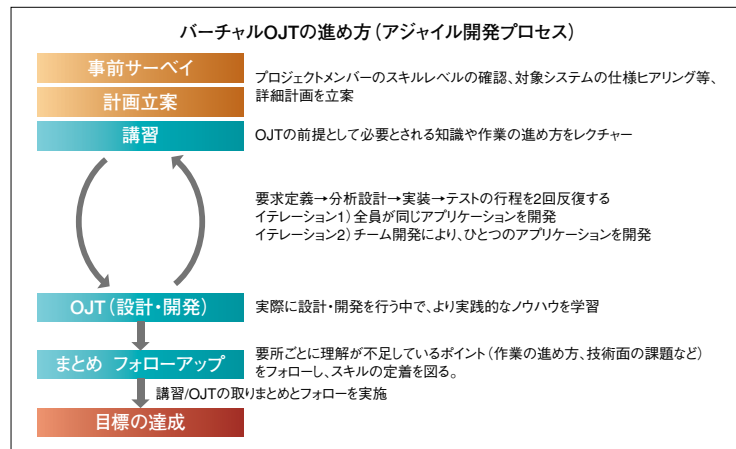 バーチャルOJTの進め方（アジャイル開発プロセス）
事前サーベイ
計画立案
プロジェクトメンバーのスキルレベルの確認、対象システムの仕様ヒアリング等、
詳細計画を立案
講習
OJTの前提として必要とされる知識や作業の進め方をレクチャー
要求定義→分析設計→実装→テストの行程を2回反復する
イテレーション1）全員が同じアプリケーションを開発
イテレーション2）チーム開発により、ひとつのアプリケーションを開発
OJT（設計・開発）
実際に設計・開発を行う中で、より実践的なノウハウを学習
まとめ フォローアップ
要所ごとに理解が不足しているポイント（作業の進め方、技術面の課題など）
をフォローし、スキルの定着を図る。
講習/OJTの取りまとめとフォローを実施
目標の達成